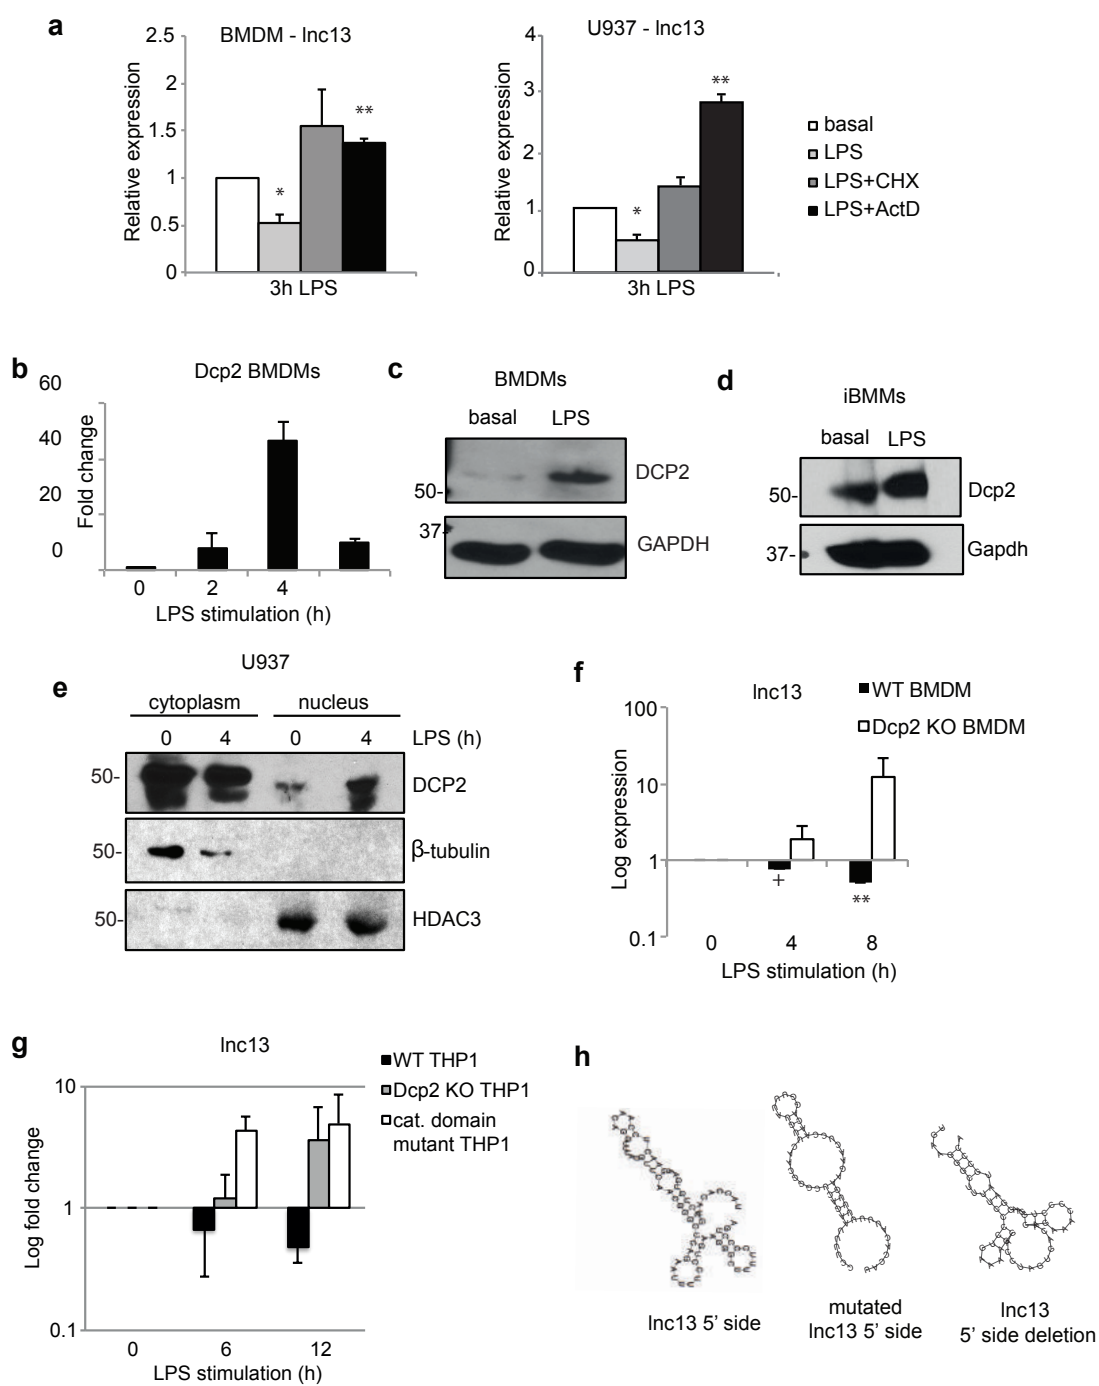 a
BMDM - lnc13
2.5
2
1.5
1
0.5
0
Relative expression
*
**
3h LPS
U937 - lnc13
4
3
2
1
0
Relative expression
*
**
3h LPS
basal
LPS
LPS+CHX
LPS+ActD
b
Dcp2 BMDMs
60
40
20
0
Fold change
0 2 4
LPS stimulation (h)
c
BMDMs
basal LPS
50-
DCP2
37
GAPDH
d
iBMMs
basal LPS
50-
Dcp2
37-
Gapdh
U937
e
cytoplasm nucleus
0 4 0 4 LPS (h)
50-
DCP2
50-
β-tubulin
50-
HDAC3
f
lnc13
WT BMDM
Dcp2 KO BMDM
100
10
1
0.1
Log expression
+
**
0 4 8
LPS stimulation (h)
g
lnc13
WT THP1
Dcp2 KO THP1
cat. domain
mutant THP1
10
1
0.1
Log fold change
0 6 12
LPS stimulation (h)
h
lnc13 5' side
mutated
lnc13 5' side
lnc13
5' side deletion